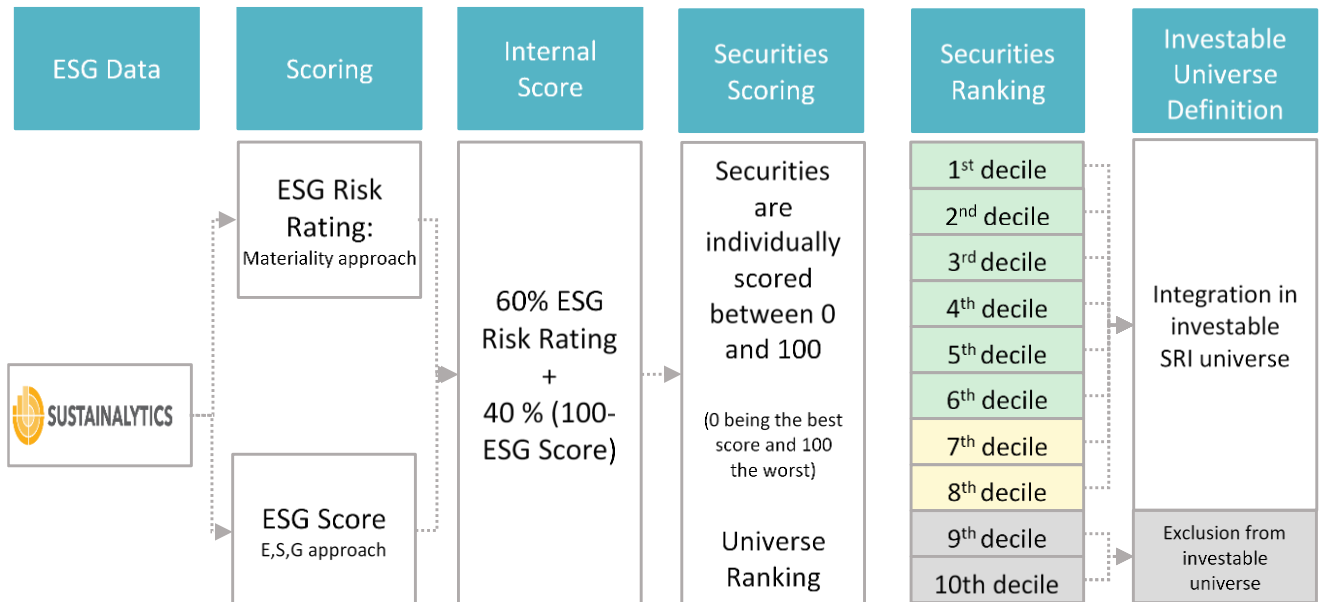 ESG Data
Scoring
Internal
Score
Securities
Scoring
Securities
Ranking
Investable
Universe
Definition
SUSTAINALYTICS
ESG Risk
Rating:
Materiality approach
ESG Score
E,S,G approach
60% ESG
Risk Rating
+
40 % (100-
ESG Score)
Securities
are
individually
scored
between 0
and 100
(0 being the best
score and 100
the worst)
Universe
Ranking
1st decile
2nd decile
3rd decile
4th decile
5th decile
6th decile
7th decile
8th decile
9th decile
10th decile
Integration in
investable
SRI universe
Exclusion from
investable
universe